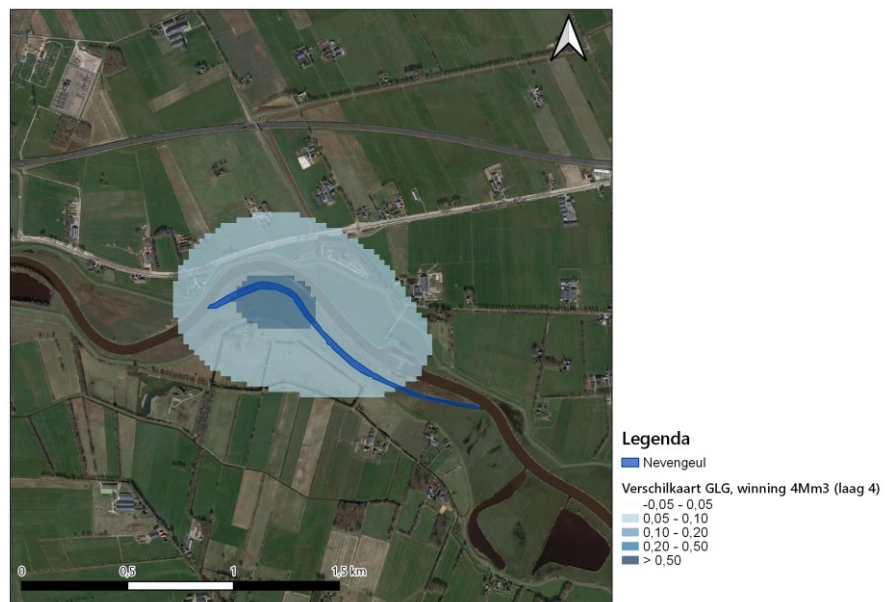 0
0,5
1
1,5 km
Legenda
Nevengeul
Verschilkaart GLG, winning 4Mm3 (laag 4)
-0,05 - 0,05
0,05 - 0,10
0,10 - 0,20
0,20 - 0,50
> 0,50